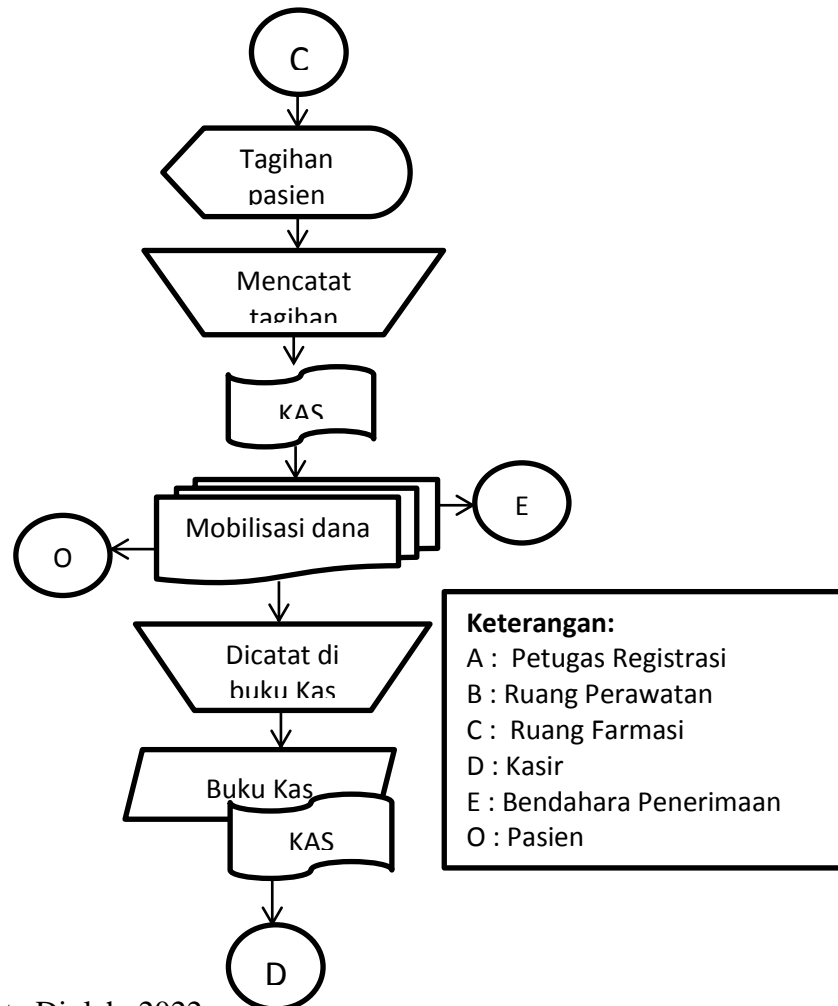 C
Tagihan
pasien
Mencatat
tagihan
KAS
Mobilisasi dana
E
O
Dicatat di
buku Kas
Buku Kas
KAS
D
Keterangan:
A : Petugas Registrasi
B : Ruang Perawatan
C : Ruang Farmasi
D : Kasir
E : Bendahara Penerimaan
O : Pasien
2022